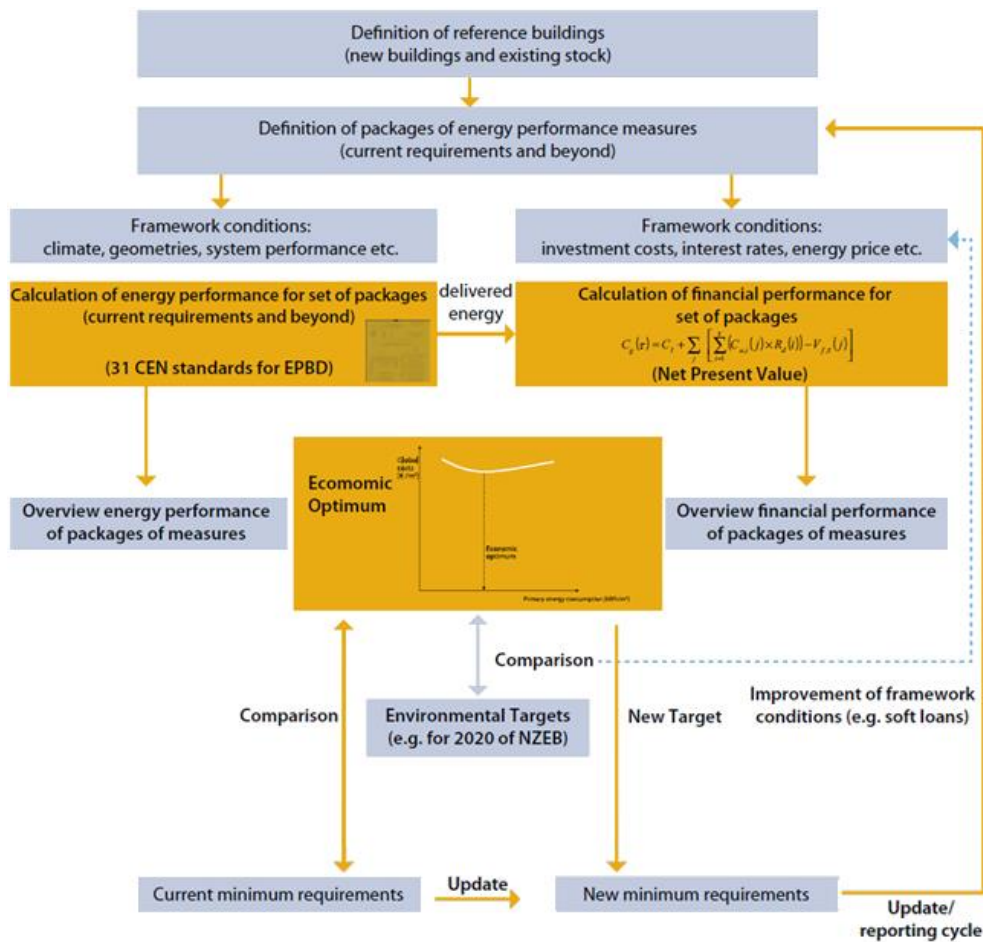 Definition of reference buildings
(new buildings and existing stock)
Definition of packages of energy performance measures
(current requirements and beyond)
Framework conditions:
climate, geometries, system performance etc.
Framework conditions:
investment costs, interest rates, energy price etc.
Calculation of energy performance for set of packages
(current requirements and beyond)
(31 CEN standards for EPBD)
delivered
energy
Calculation of financial performance for
set of packages
(Net Present Value)
Ecomomic
Optimum
Global
costs
Economic
optimum
Primary energy consumption
Overview energy performance
of packages of measures
Overview financial performance
of packages of measures
Comparison
Comparison
Environmental Targets
(e.g. for 2020 of NZEB)
New Target
Improvement of framework
conditions (e.g. soft loans)
Current minimum requirements
Update
New minimum requirements
Update/
reporting cycle